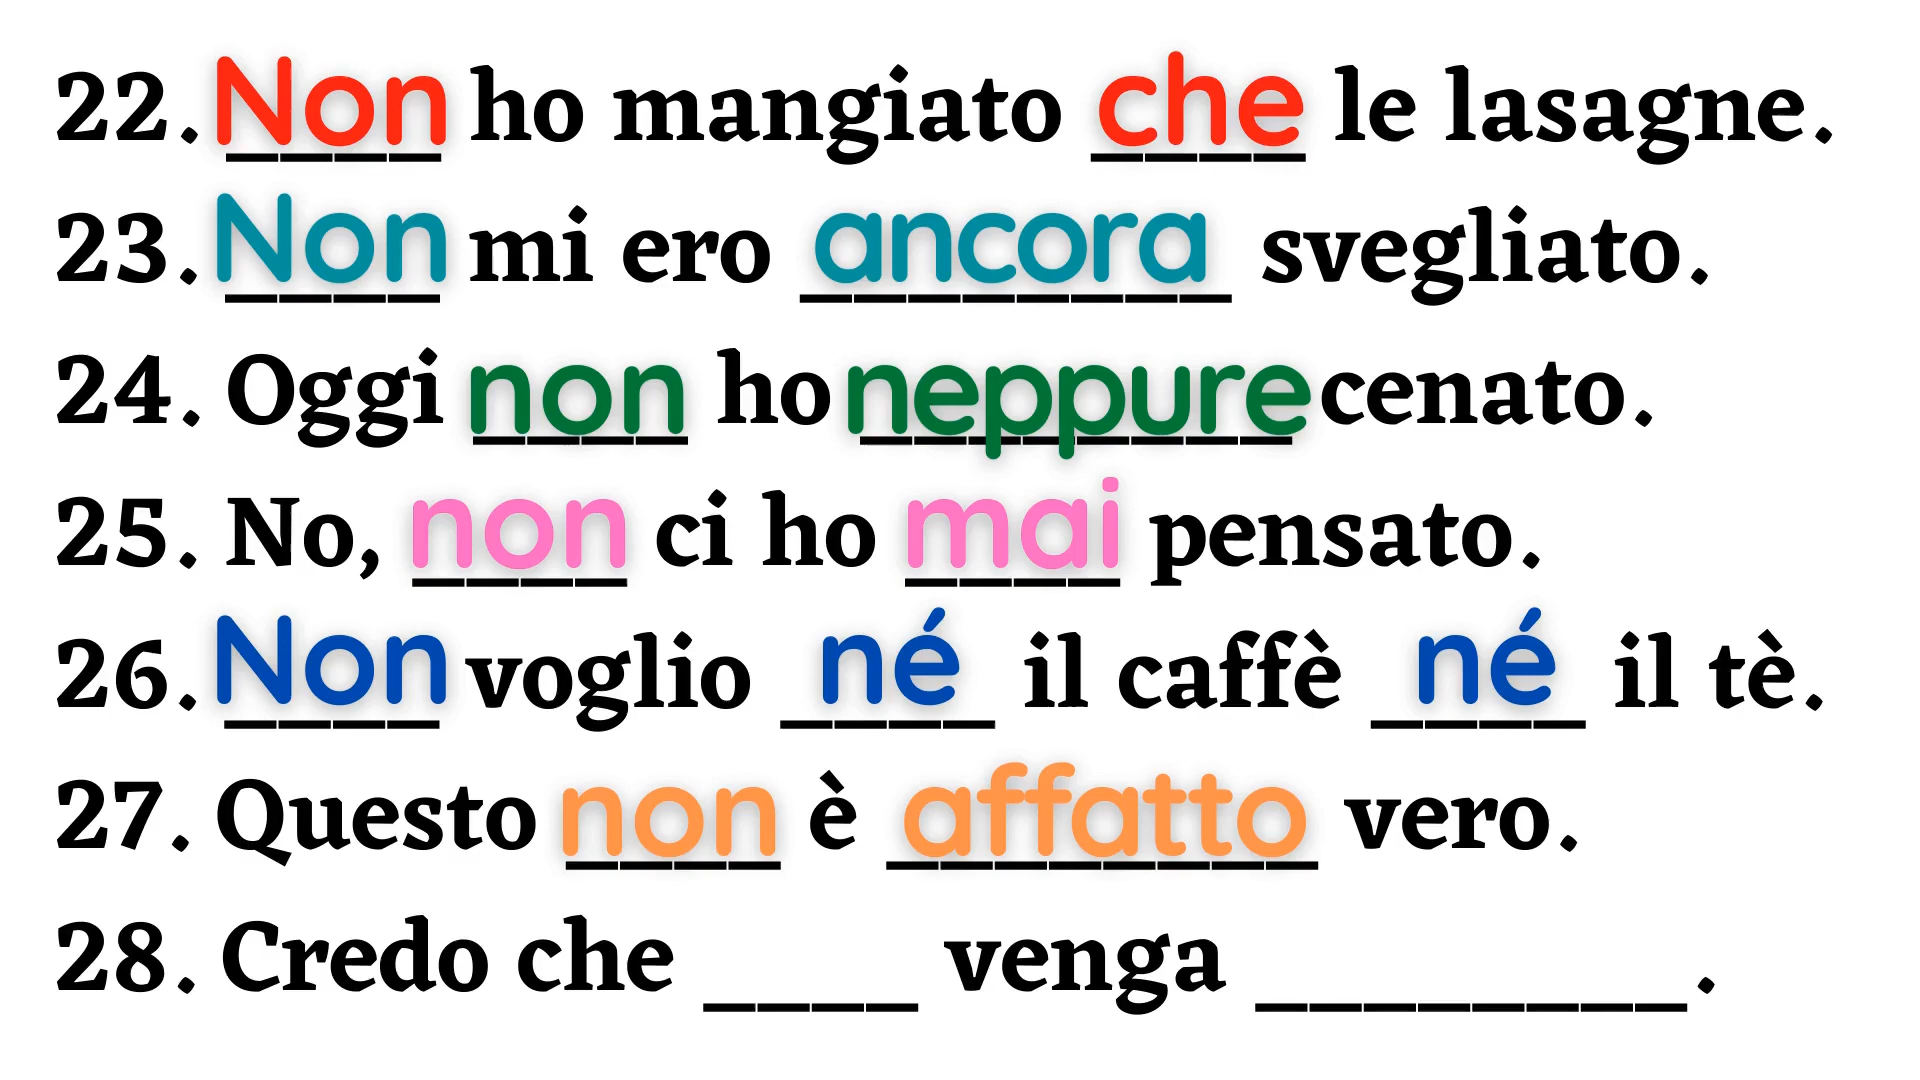 22. Non ho mangiato che le lasagne.
23. Non mi ero ancora svegliato.
24. Oggi non ho neppure cenato.
25. No, non ci ho mai pensato.
26. Non voglio né il caffè né il tè.
27. Questo non è affatto vero.
28. Credo che ____ venga ________.